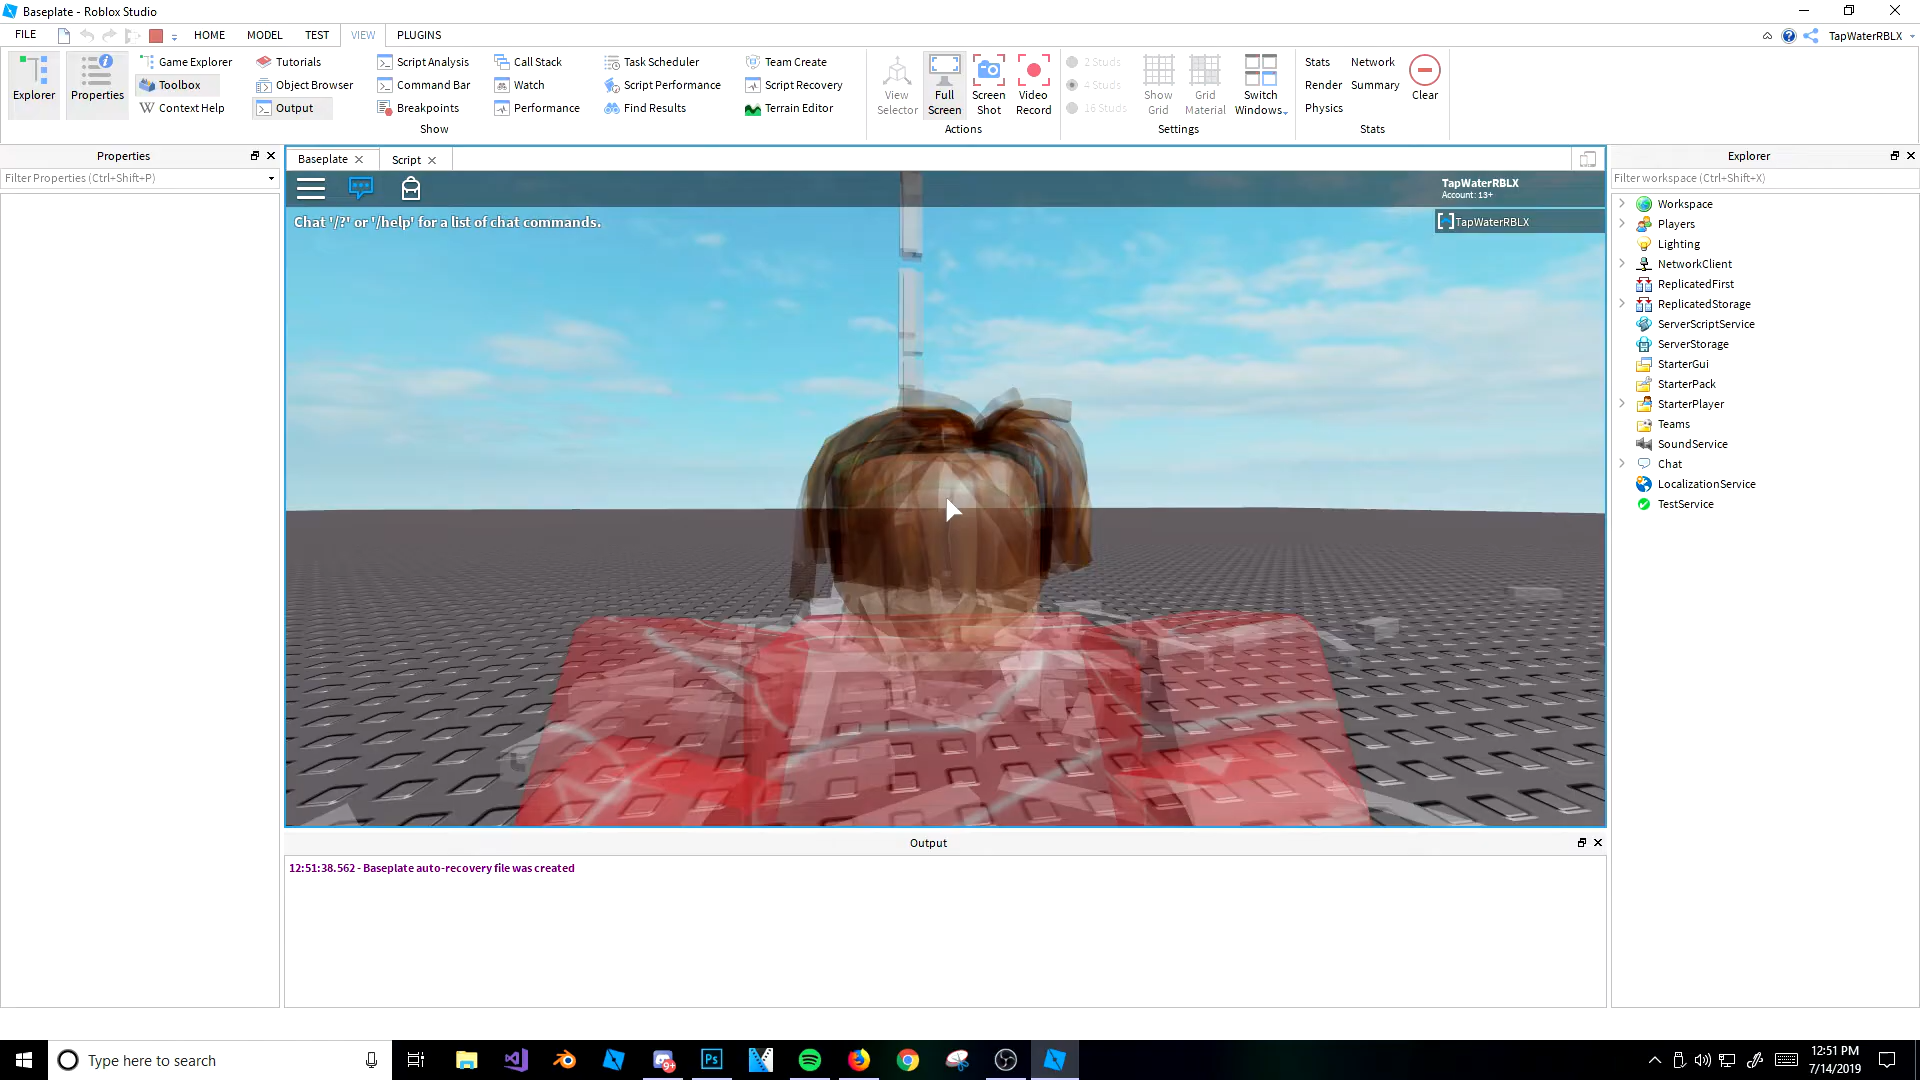 Baseplate - Roblox Studio
FILE HOME MODEL TEST VIEW PLUGINS TapWaterRBLX
Explorer
Properties
Game Explorer
Toolbox
Context Help
Tutorials
Object Browser
Output
Script Analysis
Command Bar
Breakpoints
Call Stack
Watch
Performance
Task Scheduler
Script Performance
Find Results
Team Create
Script Recovery
Terrain Editor
Show
View
Selector
Full
Screen
Screen
Shot
Video
Record
Actions
2 Studs
4 Studs
16 Studs
Show
Grid
Grid
Material
Switch
Windows
Settings
Stats Network
Render Summary
Physics
Clear
Stats
Properties
Filter Properties (Ctrl+Shift+P)
Baseplate Script
TapWaterRBLX
Account: 13+
Chat '/?' or '/help' for a list of chat commands.
TapWaterRBLX
Output
12:51:38.562 - Baseplate auto-recovery file was created
Explorer
Filter workspace (Ctrl+Shift+X)
Workspace
Players
Lighting
NetworkClient
ReplicatedFirst
ReplicatedStorage
ServerScriptService
ServerStorage
StarterGui
StarterPack
StarterPlayer
Teams
SoundService
Chat
LocalizationService
TestService
Type here to search
9+
Ps
12:51 PM
7/14/2019